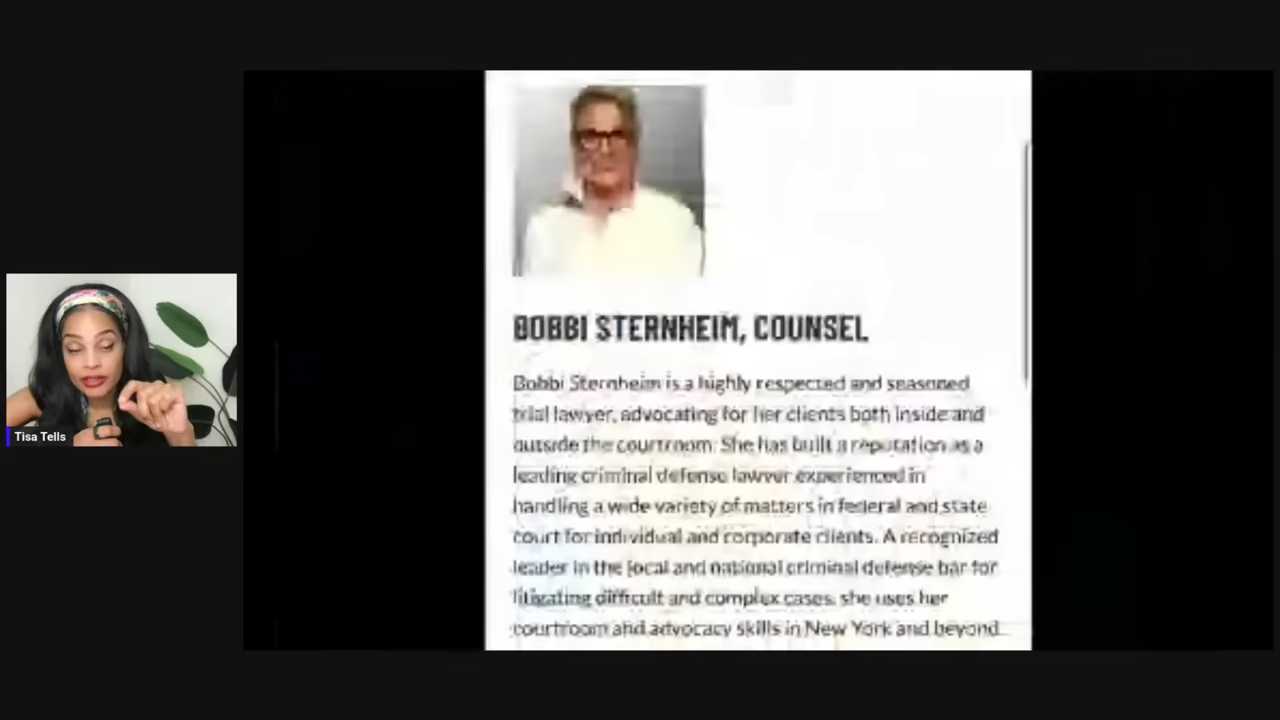 BOBBI STERNHEIM, COUNSEL
Bobbi Sternheim is a highly respected and seasoned
trial lawyer, advocating for her clients both inside and
outside the courtroom. She has built a reputation as a
leading criminal defense lawyer experienced in
handling a wide variety of matters in federal and state
court for individual and corporate clients. A recognized
leader in the local and national criminal defense bar for
litigating difficult and complex cases, she uses her
courtroom and advocacy skills in New York and beyond
Tisa Tells